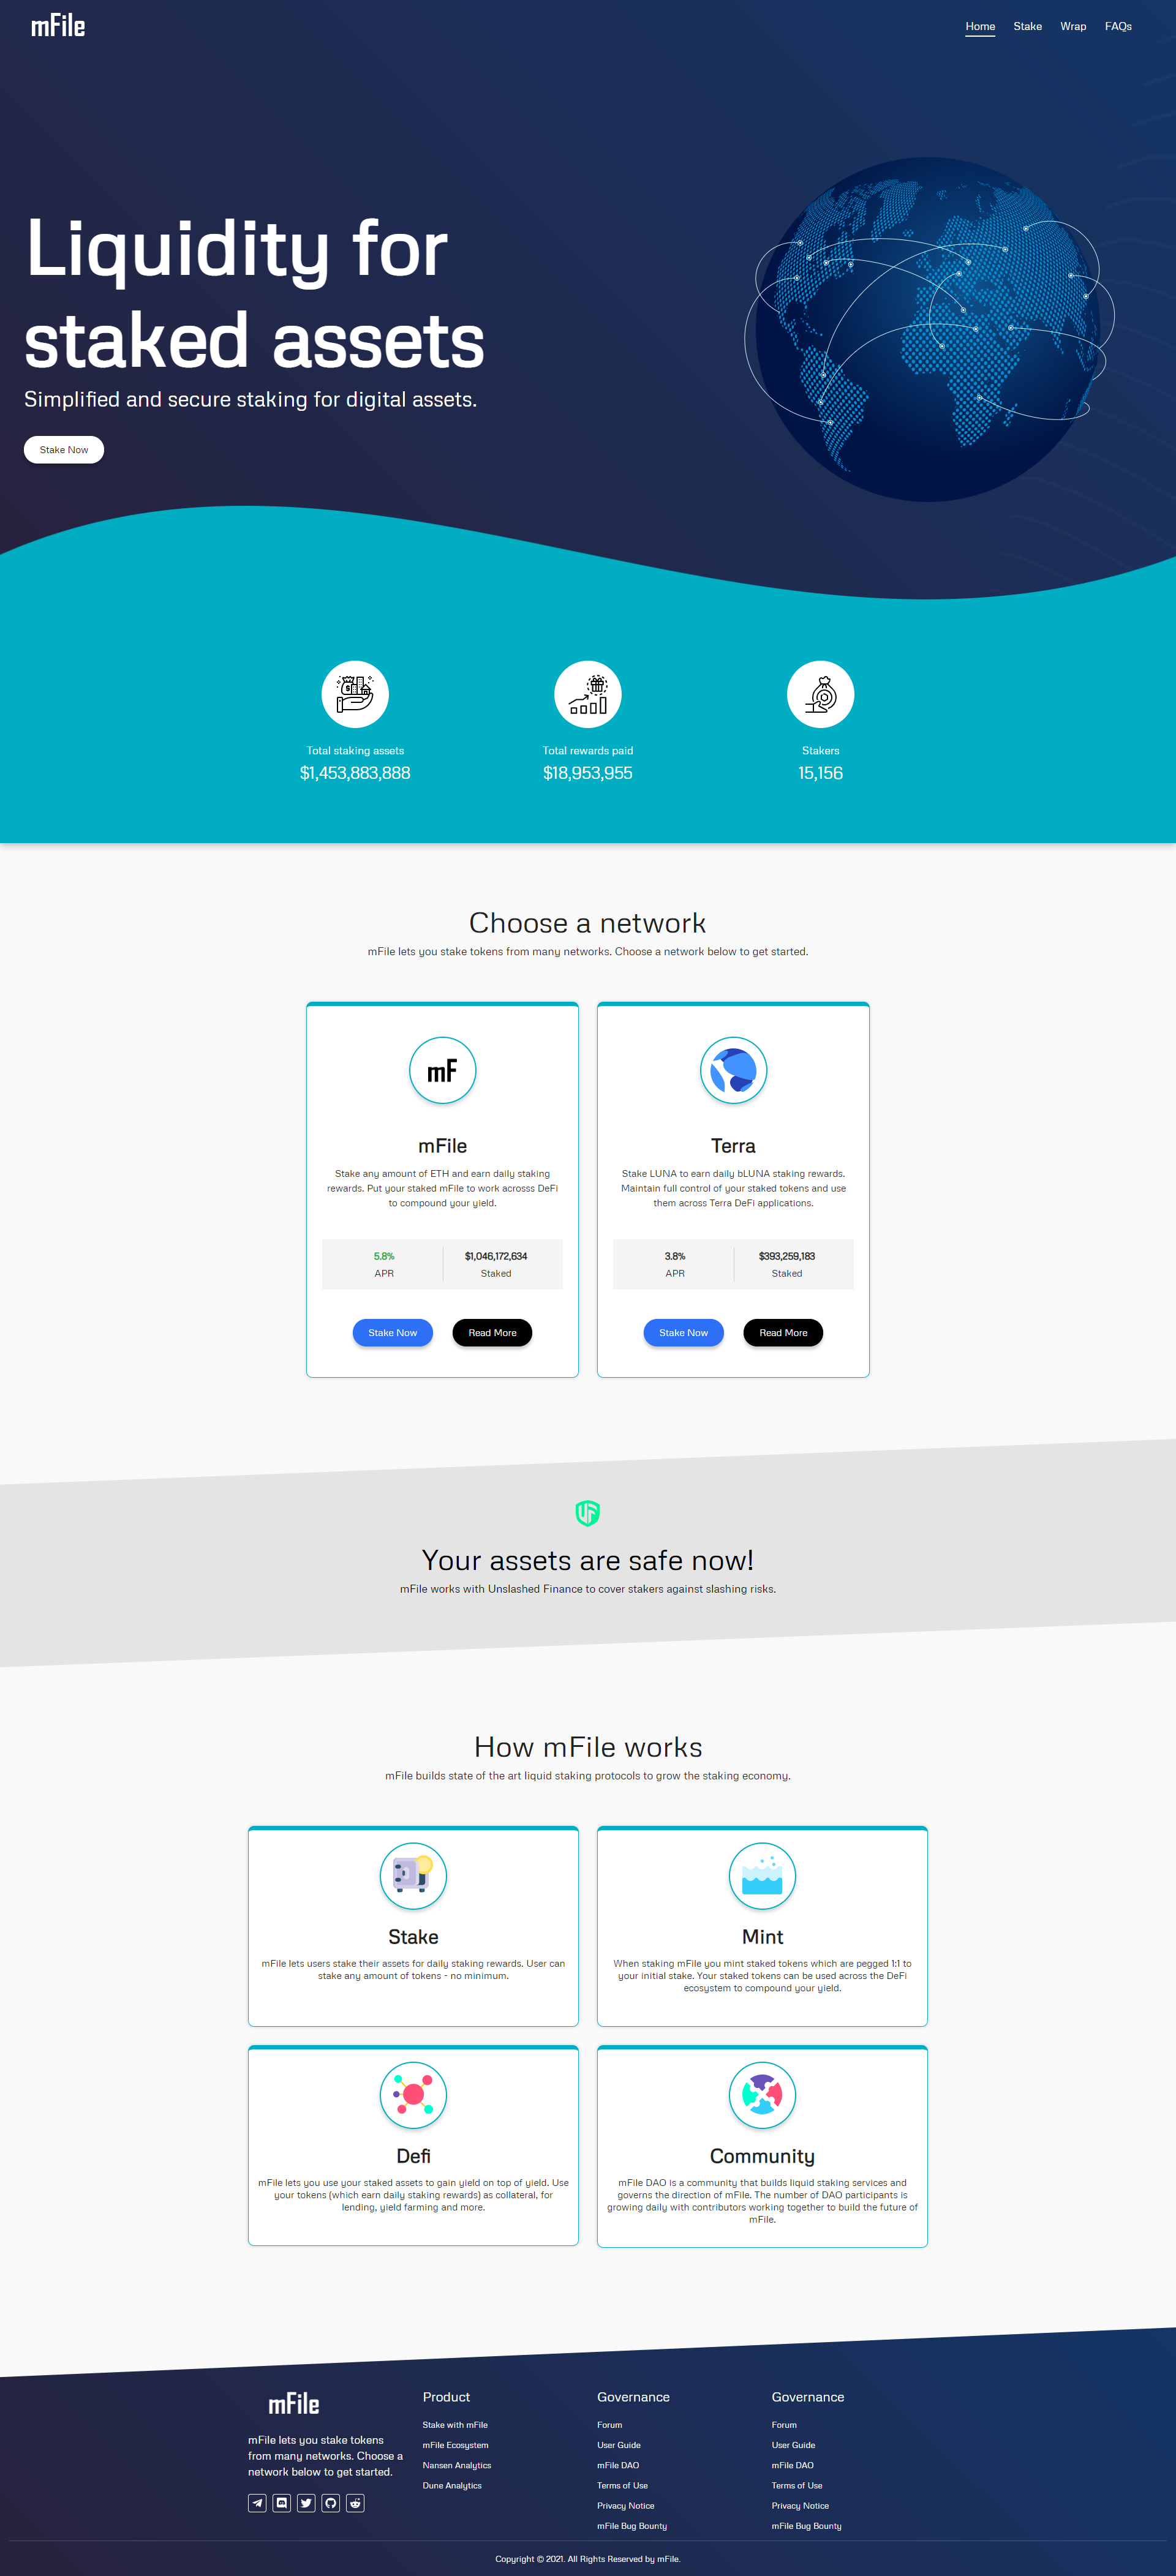 mFile
Home Stake Wrap FAQs
Liquidity for
staked assets
Simplified and secure staking for digital assets.
Stake Now
Total staking assets
$1,453,883,888
Total rewards paid
$18,953,955
Stakers
15,156
Choose a network
mFile lets you stake tokens from many networks. Choose a network below to get started.
mF
mFile
Stake any amount of ETH and earn daily staking
rewards. Put your staked mFile to work acrosss DeFi
to compound your yield.
5.8%
APR
$1,046,172,634
Staked
Stake Now
Read More
Terra
Stake LUNA to earn daily bLUNA staking rewards.
Maintain full control of your staked tokens and use
them across Terra DeFi applications.
3.8%
APR
$393,259,183
Staked
Stake Now
Read More
Your assets are safe now!
mFile works with Unslashed Finance to cover stakers against slashing risks.
How mFile works
mFile builds state of the art liquid staking protocols to grow the staking economy.
Stake
mFile lets users stake their assets for daily staking rewards. User can
stake any amount of tokens - no minimum.
Mint
When staking mFile you mint staked tokens which are pegged 1:1 to
your initial stake. Your staked tokens can be used across the DeFi
ecosystem to compound your yield.
Defi
mFile lets you use your staked assets to gain yield on top of yield. Use
your tokens (which earn daily staking rewards) as collateral, for
lending, yield farming and more.
Community
mFile DAO is a community that builds liquid staking services and
governs the direction of mFile. The number of DAO participants is
growing daily with contributors working together to build the future of
mFile.
mFile
mFile lets you stake tokens
from many networks. Choose a
network below to get started.
Product
Stake with mFile
mFile Ecosystem
Nansen Analytics
Dune Analytics
Governance
Forum
User Guide
mFile DAO
Terms of Use
Privacy Notice
mFile Bug Bounty
Governance
Forum
User Guide
mFile DAO
Terms of Use
Privacy Notice
mFile Bug Bounty
Copyright © 2021. All Rights Reserved by mFile.